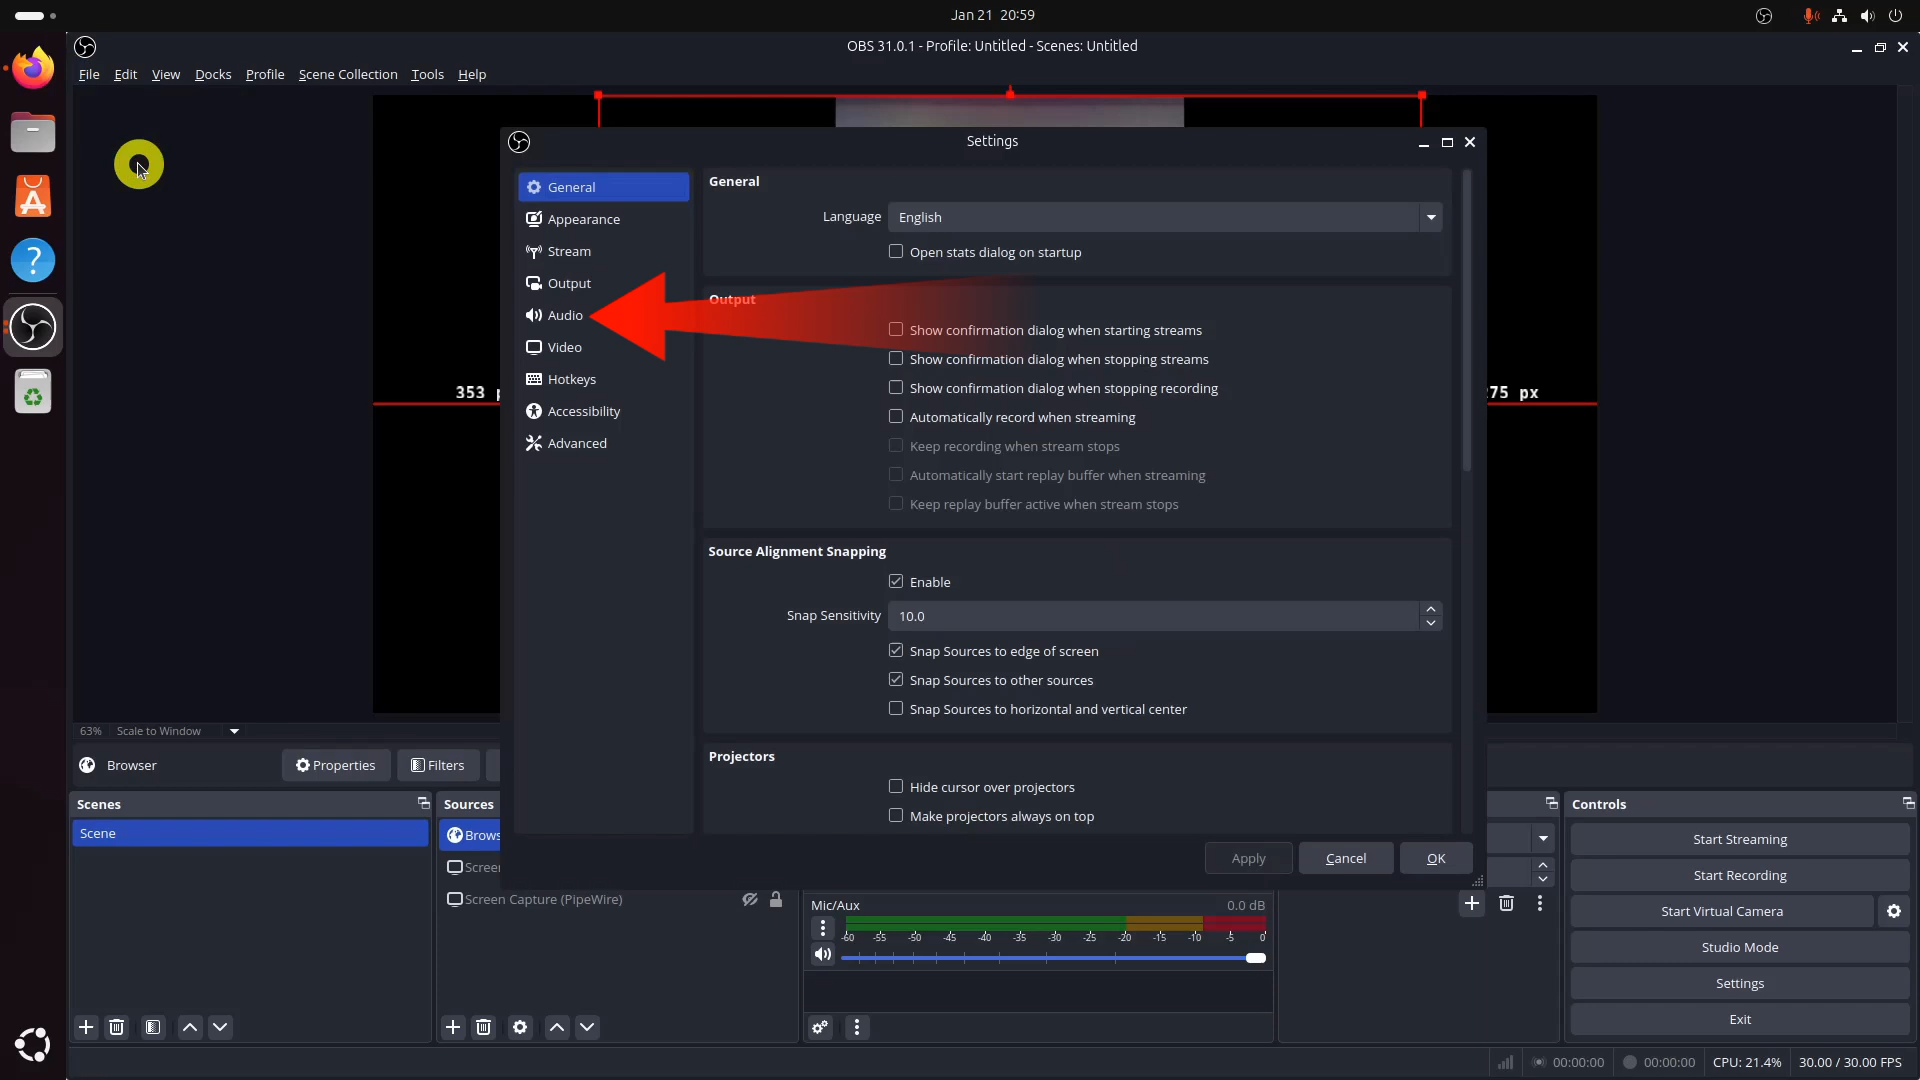 Jan 21 20:59
OBS 31.0.1 - Profile: Untitled - Scenes: Untitled
File Edit View Docks Profile Scene Collection Tools Help
Settings
General
Appearance
Stream
Output
Audio
Video
Hotkeys
Accessibility
Advanced
General
Language English
Open stats dialog on startup
Output
Show confirmation dialog when starting streams
Show confirmation dialog when stopping streams
Show confirmation dialog when stopping recording
Automatically record when streaming
Keep recording when stream stops
Automatically start replay buffer when streaming
Keep replay buffer active when stream stops
Source Alignment Snapping
Enable
Snap Sensitivity 10.0
Snap Sources to edge of screen
Snap Sources to other sources
Snap Sources to horizontal and vertical center
Projectors
Hide cursor over projectors
Make projectors always on top
Apply Cancel OK
353 p
75 px
63% Scale to Window
Browser Properties Filters
Scenes
Scene
Sources
Brows
Scree
Screen Capture (PipeWire)
Mic/Aux 0.0 dB
-60 -55 -50 -45 -40 -35 -30 -25 -20 -15 -10 -5 0
Controls
Start Streaming
Start Recording
Start Virtual Camera
Studio Mode
Settings
Exit
00:00:00 00:00:00 CPU: 21.4% 30.00 / 30.00 FPS